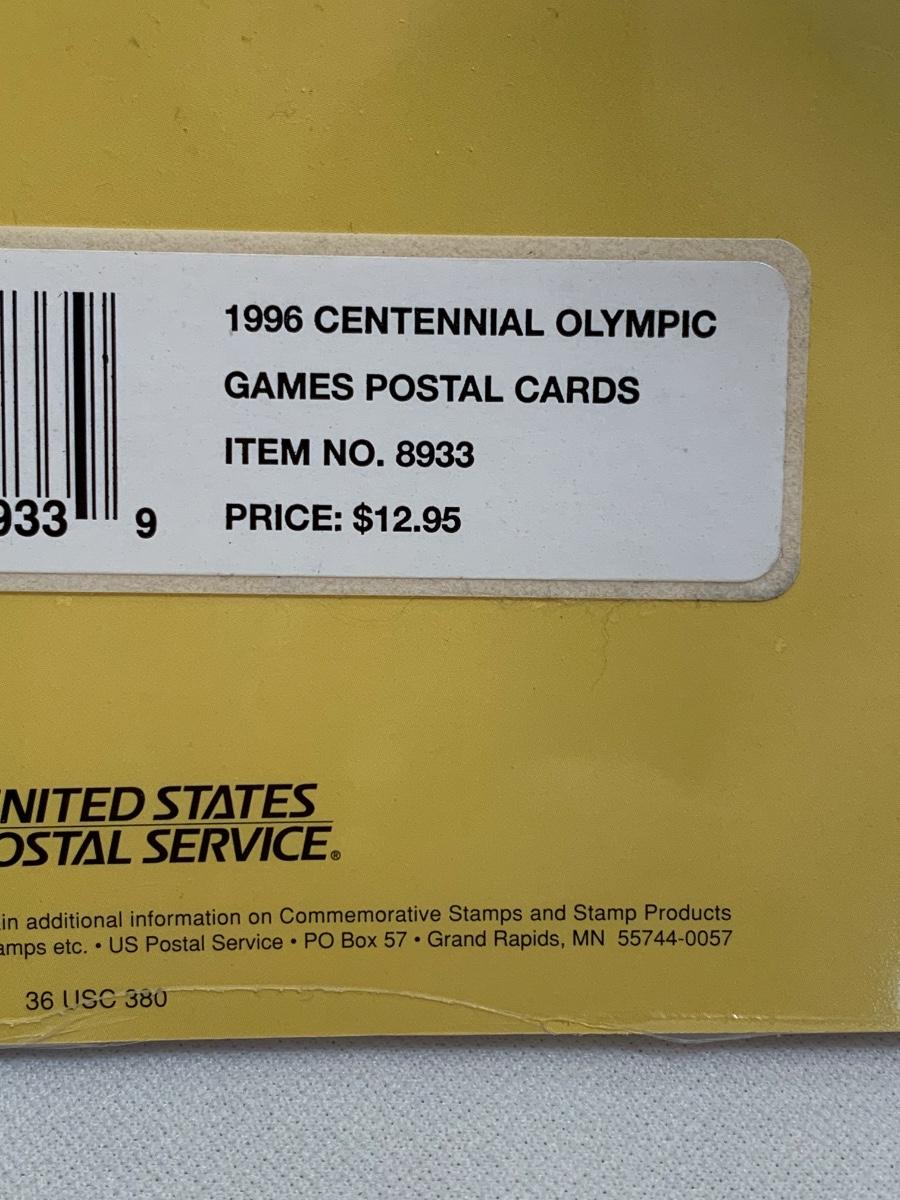 1996 CENTENNIAL OLYMPIC
GAMES POSTAL CARDS
ITEM NO. 8933
PRICE: $12.95
933 9
NITED STATES
OSTAL SERVICE®
in additional information on Commemorative Stamps and Stamp Products
amps etc. • US Postal Service • PO Box 57 • Grand Rapids, MN 55744-0057
36 USC 380